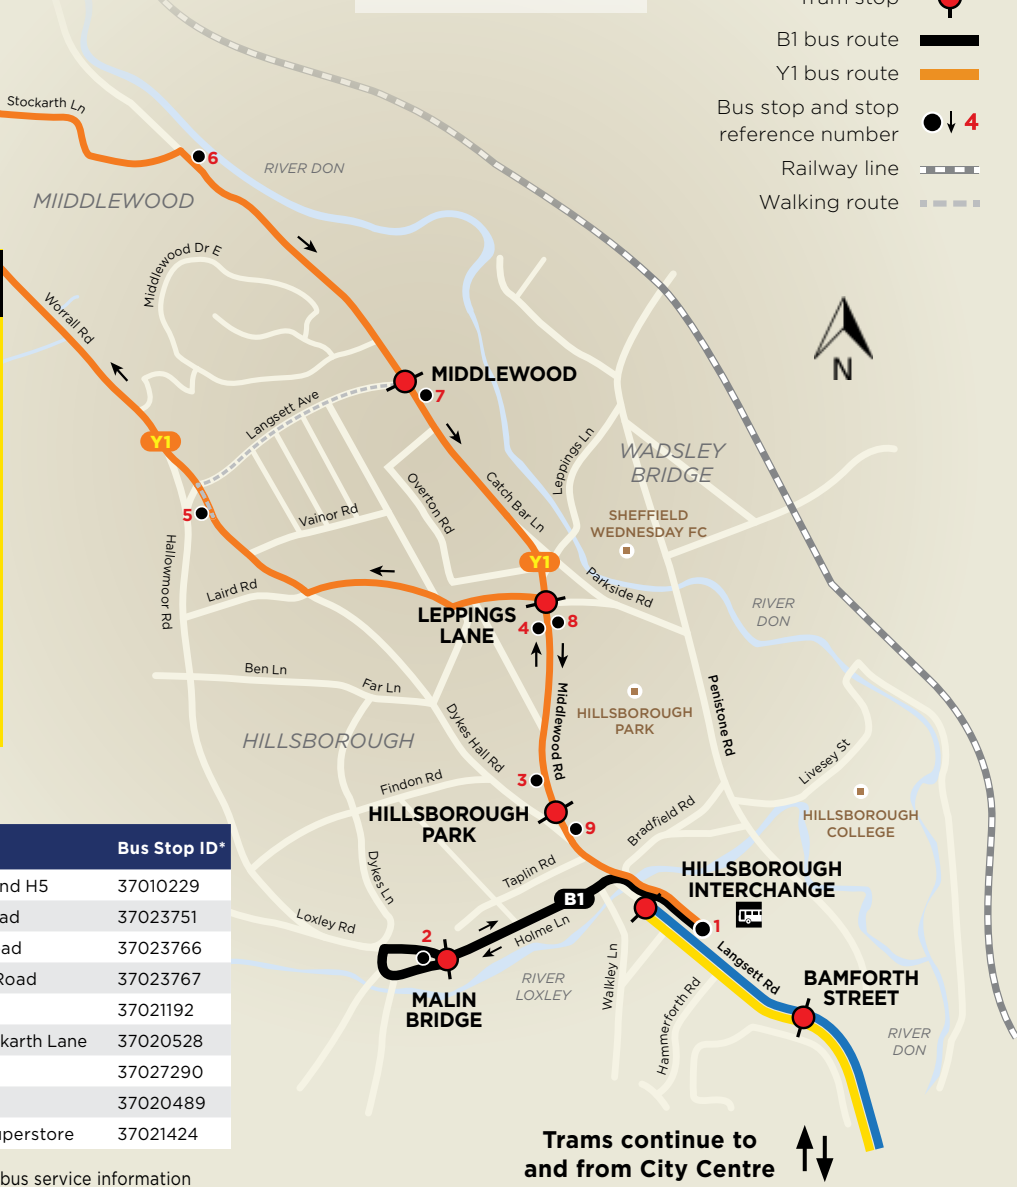 Tram stop
B1 bus route
Y1 bus route
Bus stop and stop
reference number
4
Railway line
Walking route
Stockarth Ln
6
RIVER DON
MIIDDLEWOOD
Middlewood Dr E
Worrall Rd
N
MIDDLEWOOD
7
Langsett Ave
Y1
Leppings Ln
WADSLEY
BRIDGE
Overton Rd
Catch Bar Ln
Vainor Rd
5
SHEFFIELD
WEDNESDAY FC
Hallowmoor Rd
Y1
Parkside Rd
Laird Rd
LEPPINGS
LANE
4
8
RIVER
DON
Ben Ln
Far Ln
Middlewood Rd
Penistone Rd
HILLSBOROUGH
PARK
HILLSBOROUGH
Dykes Hall Rd
Findon Rd
3
Livesey St
HILLSBOROUGH
PARK
9
Bradfield Rd
HILLSBOROUGH
COLLEGE
Dykes Ln
Taplin Rd
HILLSBOROUGH
INTERCHANGE
B1
1
Loxley Rd
2
Holme Ln
Langsett Rd
Walkley Ln
RIVER
LOXLEY
MALIN
BRIDGE
Hammerforth Rd
BAMFORTH
STREET
RIVER
DON
Trams continue to
and from City Centre
Bus Stop ID*
nd H5 37010229
ad 37023751
ad 37023766
Road 37023767
37021192
karth Lane 37020528
37027290
37020489
perstore 37021424
bus service information